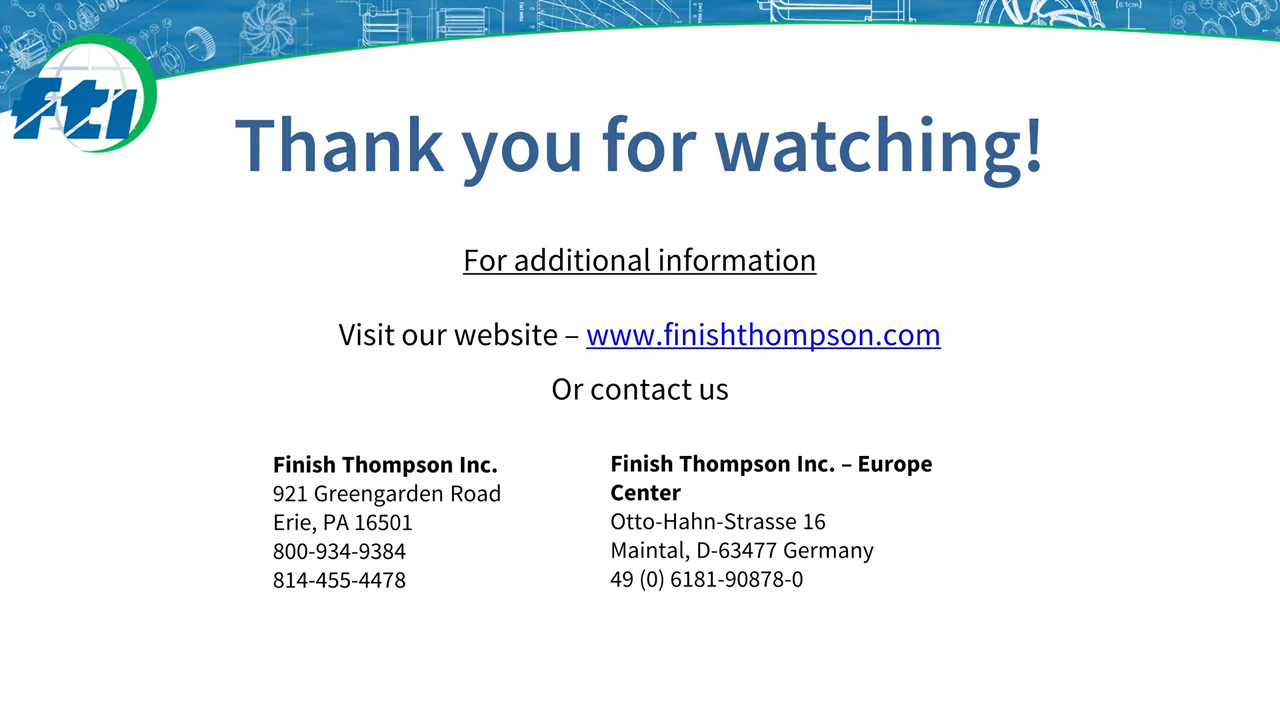 fti
Thank you for watching!
For additional information
Visit our website – www.finishthompson.com
Or contact us
Finish Thompson Inc.
921 Greengarden Road
Erie, PA 16501
800-934-9384
814-455-4478
Finish Thompson Inc. – Europe
Center
Otto-Hahn-Strasse 16
Maintal, D-63477 Germany
49 (0) 6181-90878-0